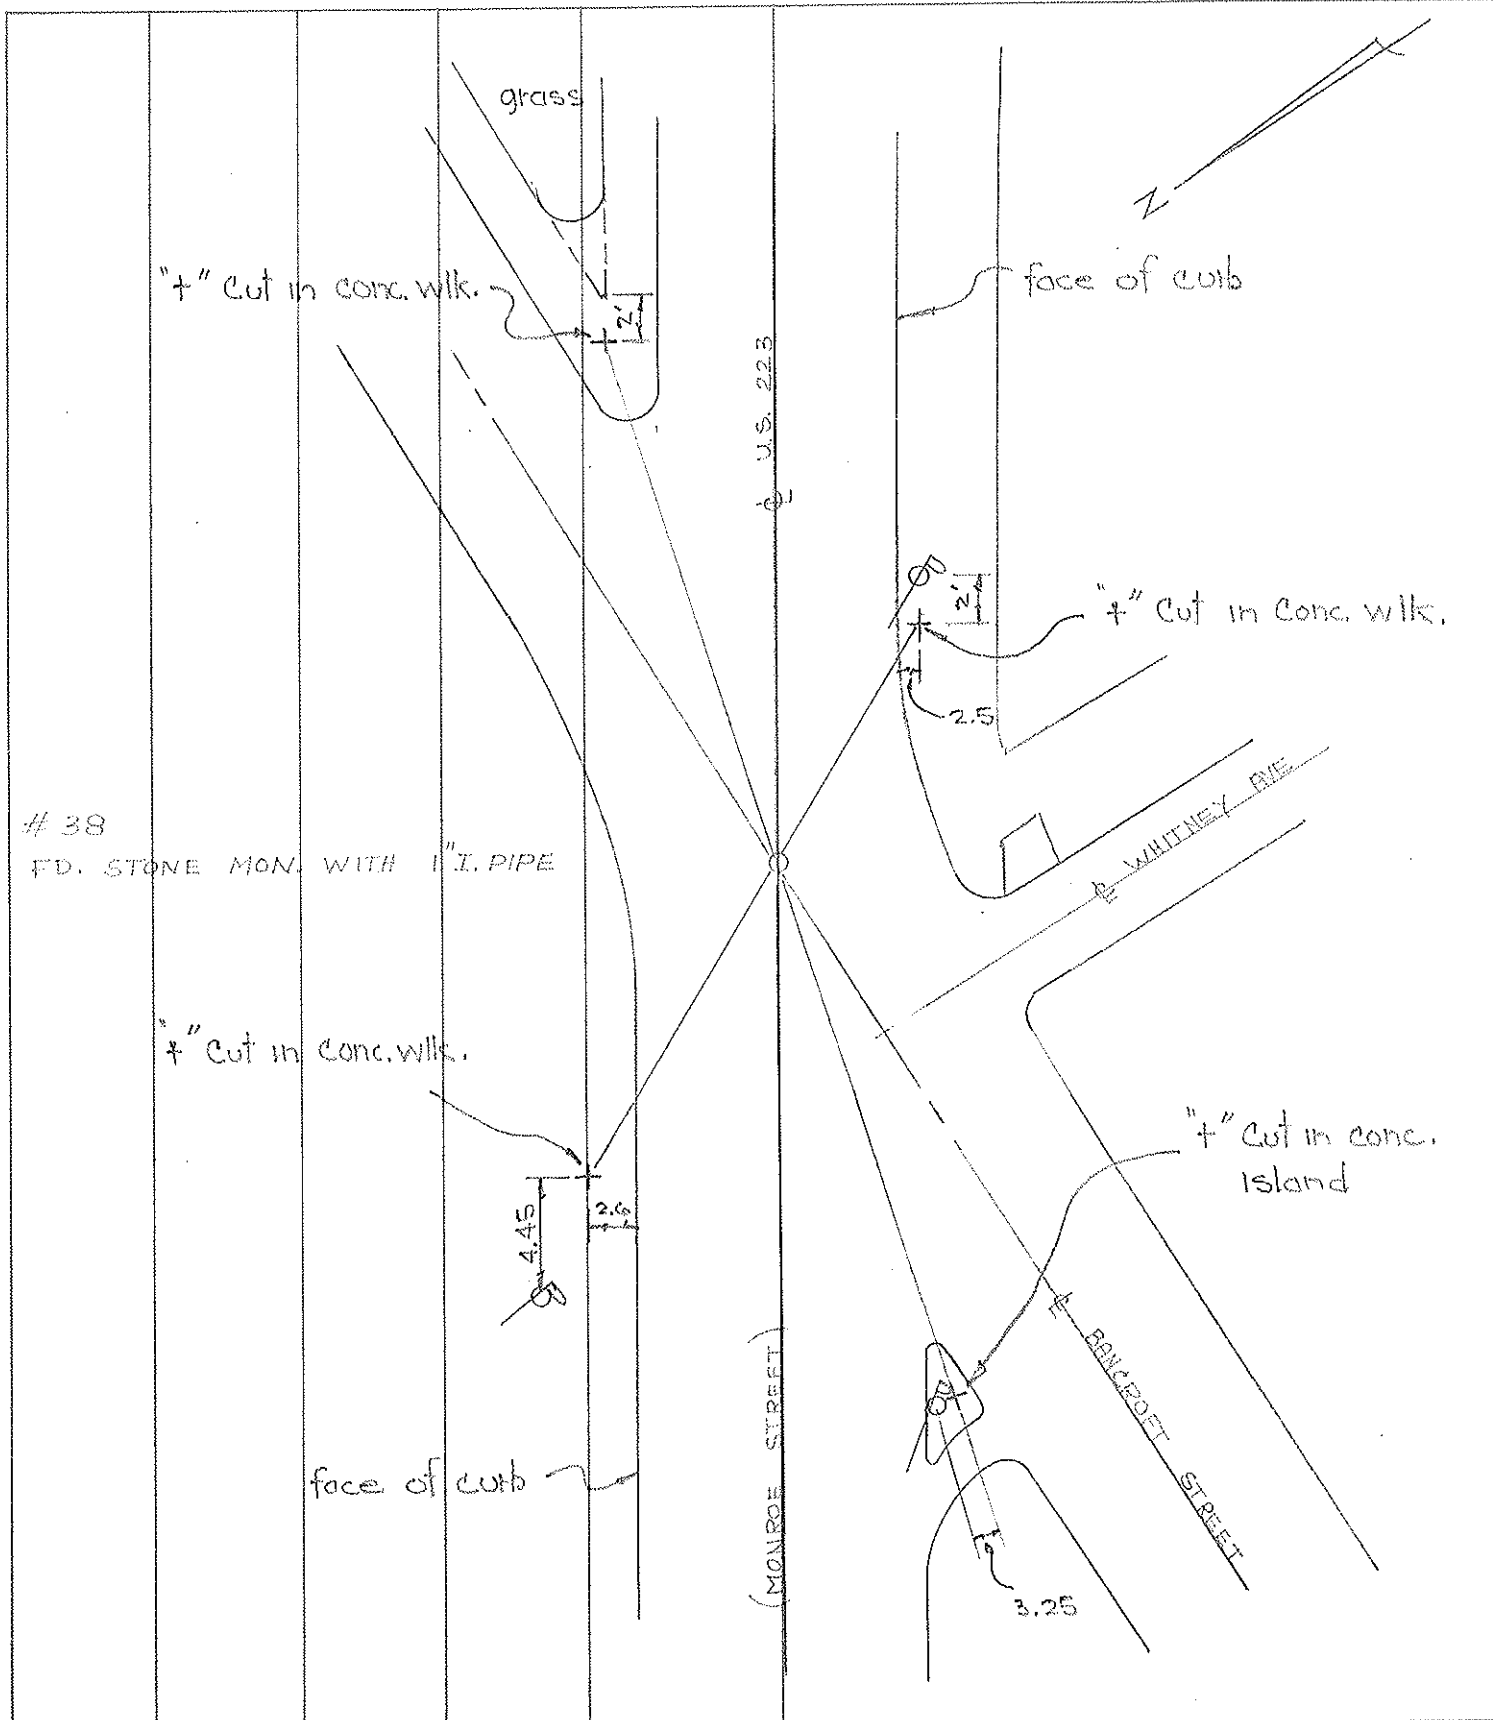 grass
N
"+" Cut in conc. wlk.
2'
face of curb
U.S. 223
℄
2'
"+" Cut in Conc. wlk.
2.5
℄ WHITNEY AVE
# 38
FD. STONE MON. WITH 1" I. PIPE
"+" Cut in Conc. wlk.
"+" Cut in conc.
Island
4.45
2.6
℄ BANCROFT STREET
(MONROE STREET)
face of curb
3.25